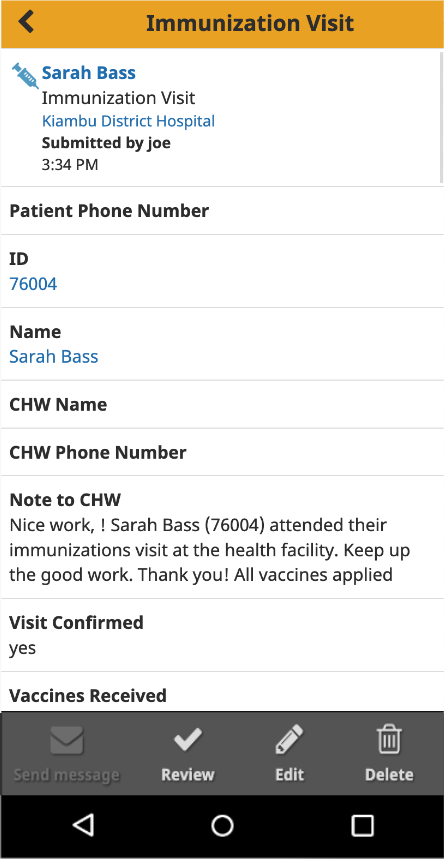 Immunization Visit
Sarah Bass
Immunization Visit
Kiambu District Hospital
Submitted by joe
3:34 PM
Patient Phone Number
ID
76004
Name
Sarah Bass
CHW Name
CHW Phone Number
Note to CHW
Nice work, ! Sarah Bass (76004) attended their
immunizations visit at the health facility. Keep up
the good work. Thank you! All vaccines applied
Visit Confirmed
yes
Vaccines Received
Send message Review Edit Delete